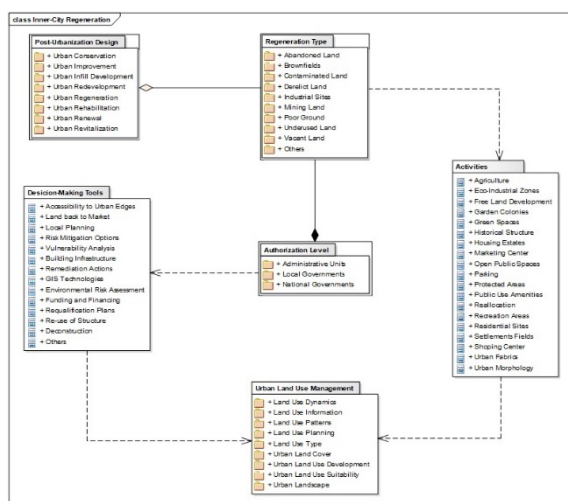 class Inner-City Regeneration
Post-Urbanization Design
+ Urban Conservation
+ Urban Improvement
+ Urban Infill Development
+ Urban Redevelopment
+ Urban Regeneration
+ Urban Rehabilitation
+ Urban Renewal
+ Urban Revitalization
Regeneration Type
+ Abandoned Land
+ Brownfields
+ Contaminated Land
+ Derelict Land
+ Industrial Sites
+ Mining Land
+ Poor Ground
+ Underused Land
+ Vacant Land
+ Others
Activities
+ Agriculture
+ Eco-Industrial Zones
+ Free Land Development
+ Garden Colonies
+ Green Spaces
+ Historical Structure
+ Housing Estates
+ Marketing Center
+ Open Public Spaces
+ Parking
+ Protected Areas
+ Public Use Amenities
+ Reallocation
+ Recreation Areas
+ Residential Sites
+ Settlements Fields
+ Shoping Center
+ Urban Fabrics
+ Urban Morphology
Desicion-Making Tools
+ Accessibility to Urban Edges
+ Land back to Market
+ Local Planning
+ Risk Mitigation Options
+ Vulnerability Analysis
+ Building Infrastructure
+ Remediation Actions
+ GIS Technologies
+ Environmental Risk Assessment
+ Funding and Financing
+ Requalification Plans
+ Re-use of Structure
+ Deconstruction
+ Others
Authorization Level
+ Administrative Units
+ Local Governments
+ National Governments
Urban Land Use Management
+ Land Use Dynamics
+ Land Use Information
+ Land Use Patterns
+ Land Use Planning
+ Land Use Type
+ Urban Land Cover
+ Urban Land Use Development
+ Urban Land Use Suitability
+ Urban Landscape